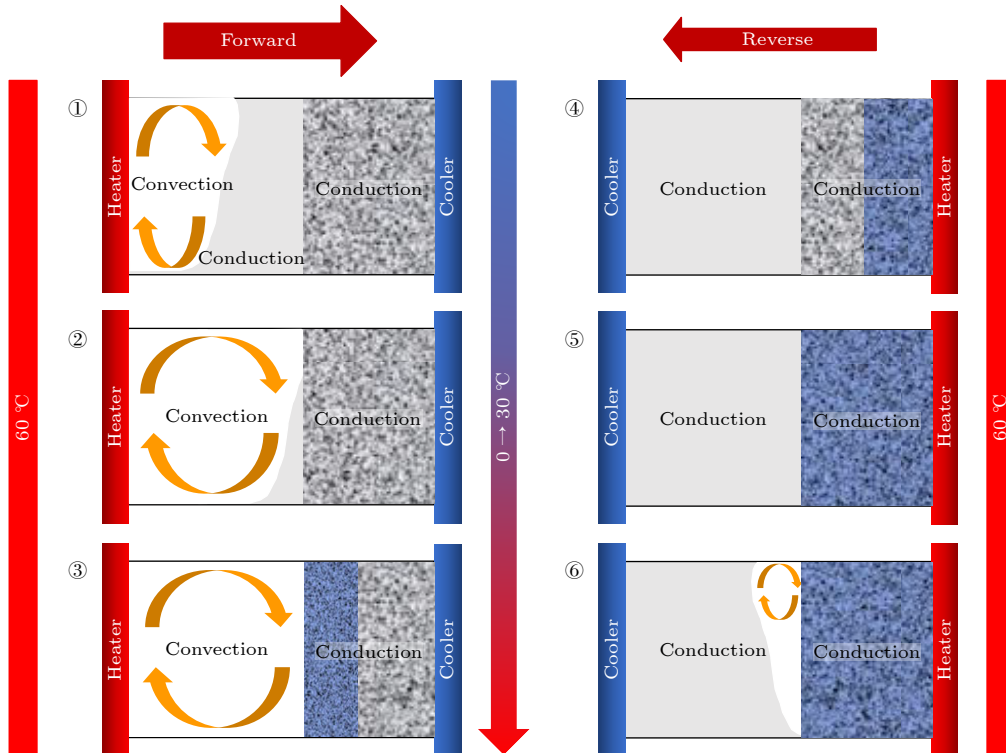 Forward
Reverse
①
Heater
Convection
Conduction
Conduction
Cooler
④
Cooler
Conduction
Conduction
Heater
②
Heater
Convection
Conduction
Cooler
⑤
Cooler
Conduction
Conduction
Heater
③
Heater
Convection
Conduction
Cooler
⑥
Cooler
Conduction
Conduction
Heater
60 ℃
0 → 30 ℃
60 ℃